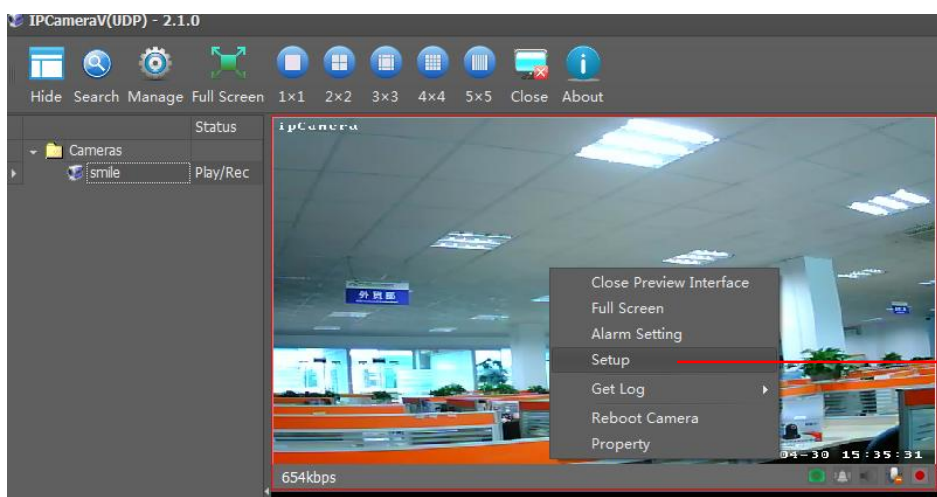 IPCameraV(UDP) - 2.1.0
Hide Search Manage Full Screen 1×1 2×2 3×3 4×4 5×5 Close About
Status
Cameras
smile Play/Rec
ipCamera
外贸部
Close Preview Interface
Full Screen
Alarm Setting
Setup
Get Log
Reboot Camera
Property
04-30 15:35:31
654kbps